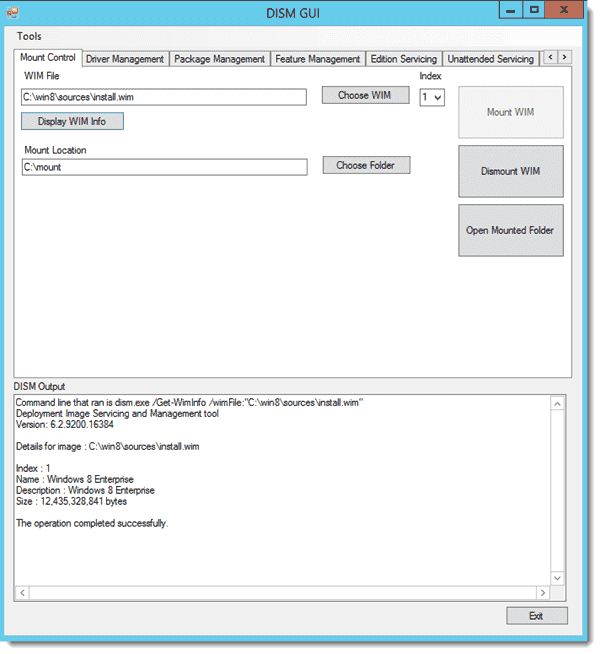 DISM GUI
Tools
Mount Control Driver Management Package Management Feature Management Edition Servicing Unattended Servicing
WIM File Index
C:\win8\sources\install.wim Choose WIM 1 Mount WIM
Display WIM Info
Mount Location
C:\mount Choose Folder Dismount WIM
Open Mounted Folder
DISM Output
Command line that ran is dism.exe /Get-WimInfo /wimFile:"C:\win8\sources\install.wim"
Deployment Image Servicing and Management tool
Version: 6.2.9200.16384
Details for image : C:\win8\sources\install.wim
Index : 1
Name : Windows 8 Enterprise
Description : Windows 8 Enterprise
Size : 12,435,328,841 bytes
The operation completed successfully.
Exit